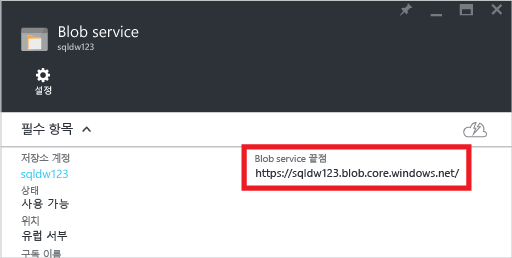 Blob service
sqldw123
설정
필수 항목
저장소 계정
sqldw123
상태
사용 가능
위치
유럽 서부
구독 이름
Blob service 끝점
https://sqldw123.blob.core.windows.net/